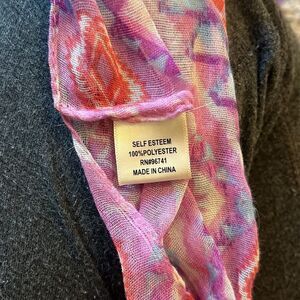 SELF ESTEEM
100%POLYESTER
RN#96741
MADE IN CHINA